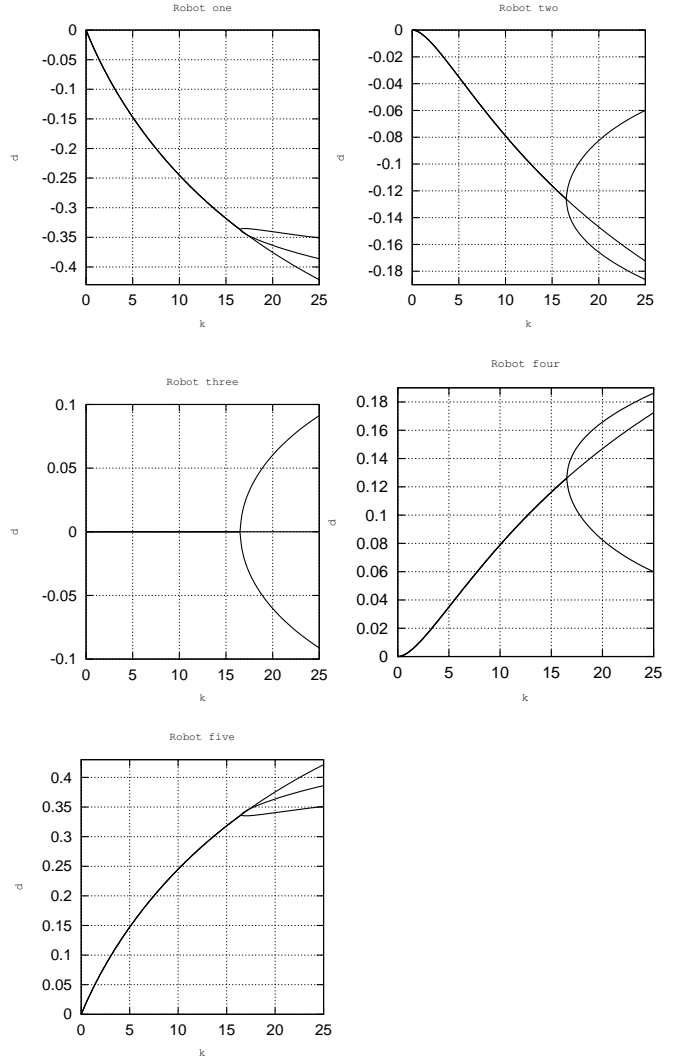 Robot one
0
-0.05
-0.1
-0.15
-0.2
-0.25
-0.3
-0.35
-0.4
d
0 5 10 15 20 25
k
Robot two
0
-0.02
-0.04
-0.06
-0.08
-0.1
-0.12
-0.14
-0.16
-0.18
d
0 5 10 15 20 25
k
Robot three
0.1
0.05
0
-0.05
-0.1
d
0 5 10 15 20 25
k
Robot four
0.18
0.16
0.14
0.12
0.1
0.08
0.06
0.04
0.02
0
d
0 5 10 15 20 25
k
Robot five
0.4
0.35
0.3
0.25
0.2
0.15
0.1
0.05
0
d
0 5 10 15 20 25
k